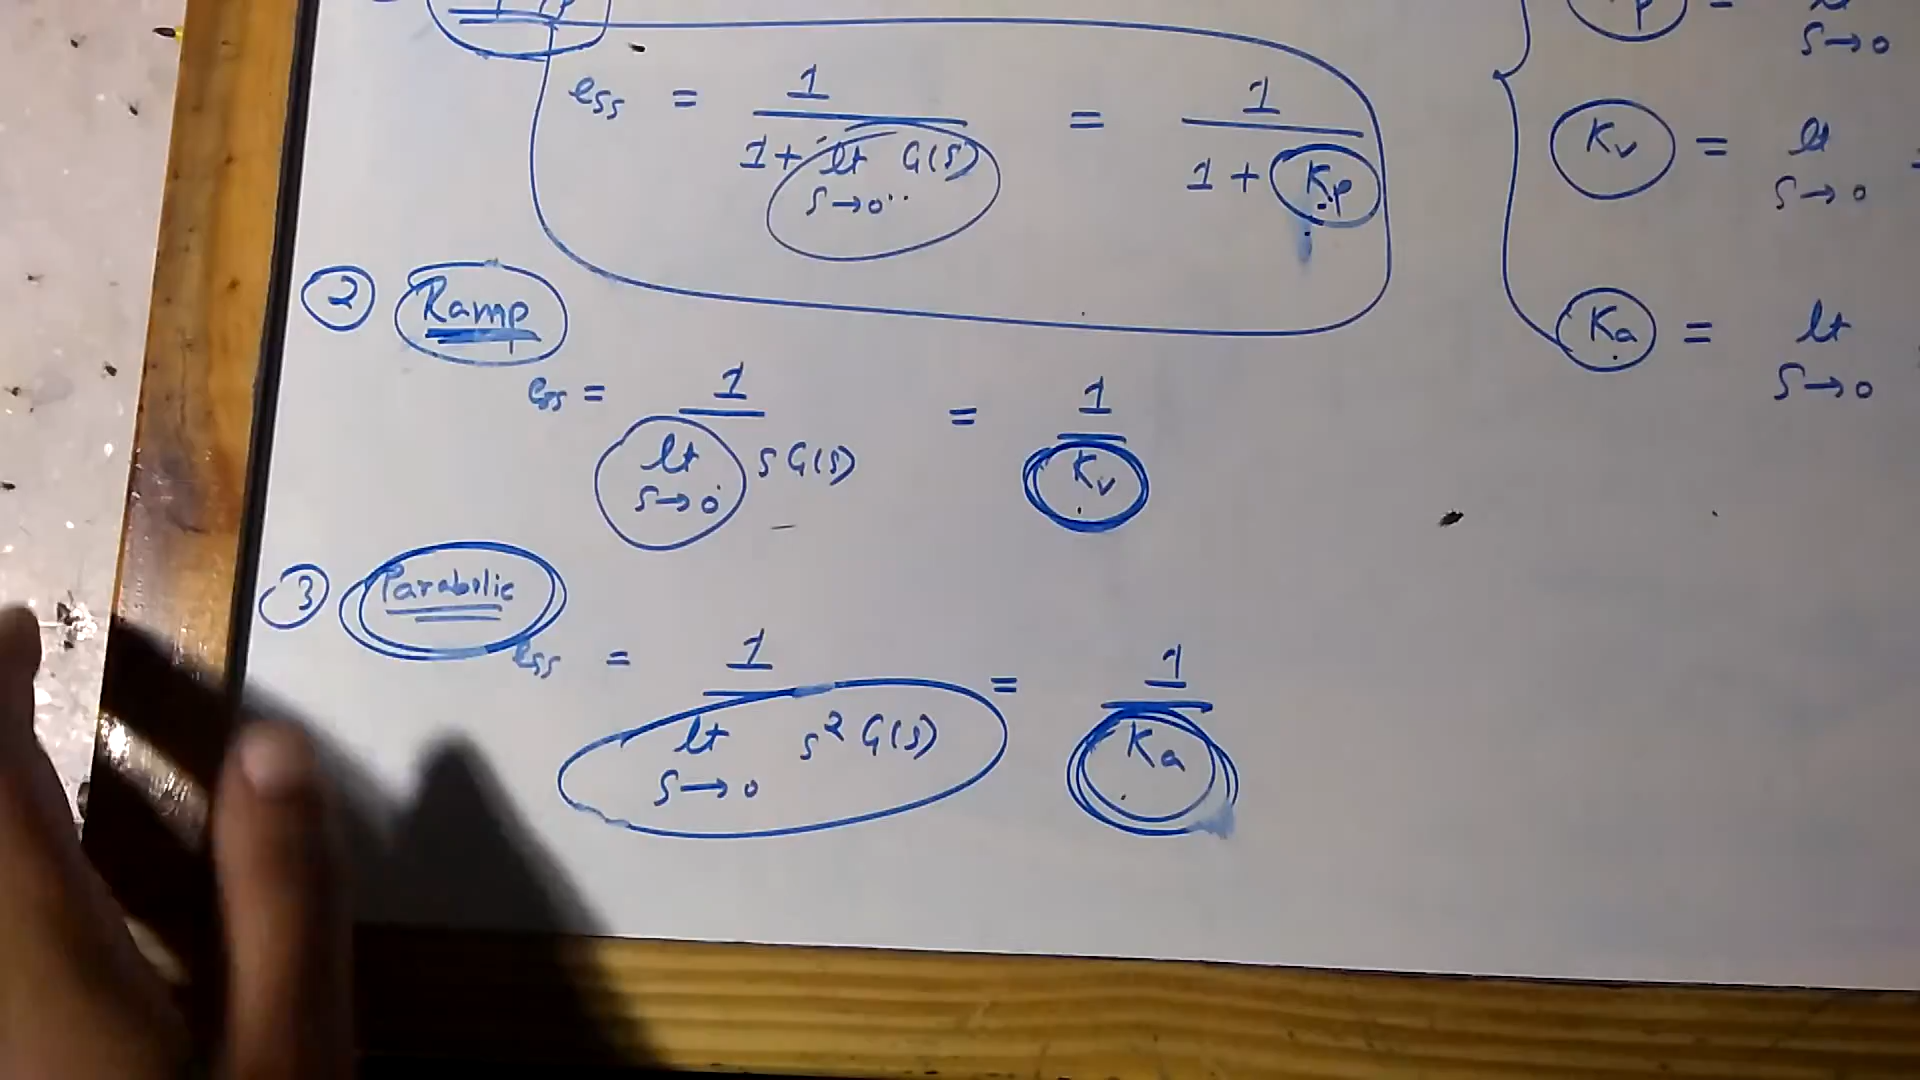 ess = 1 / 1 + lt s→0 G(s) = 1 / 1 + Kp
② Ramp
ess = 1 / lt s→0 s G(s) = 1 / Kv
③ Parabolic
ess = 1 / lt s→0 s² G(s) = 1 / Ka
s→0
Kv = lt s→0
Ka = lt s→0